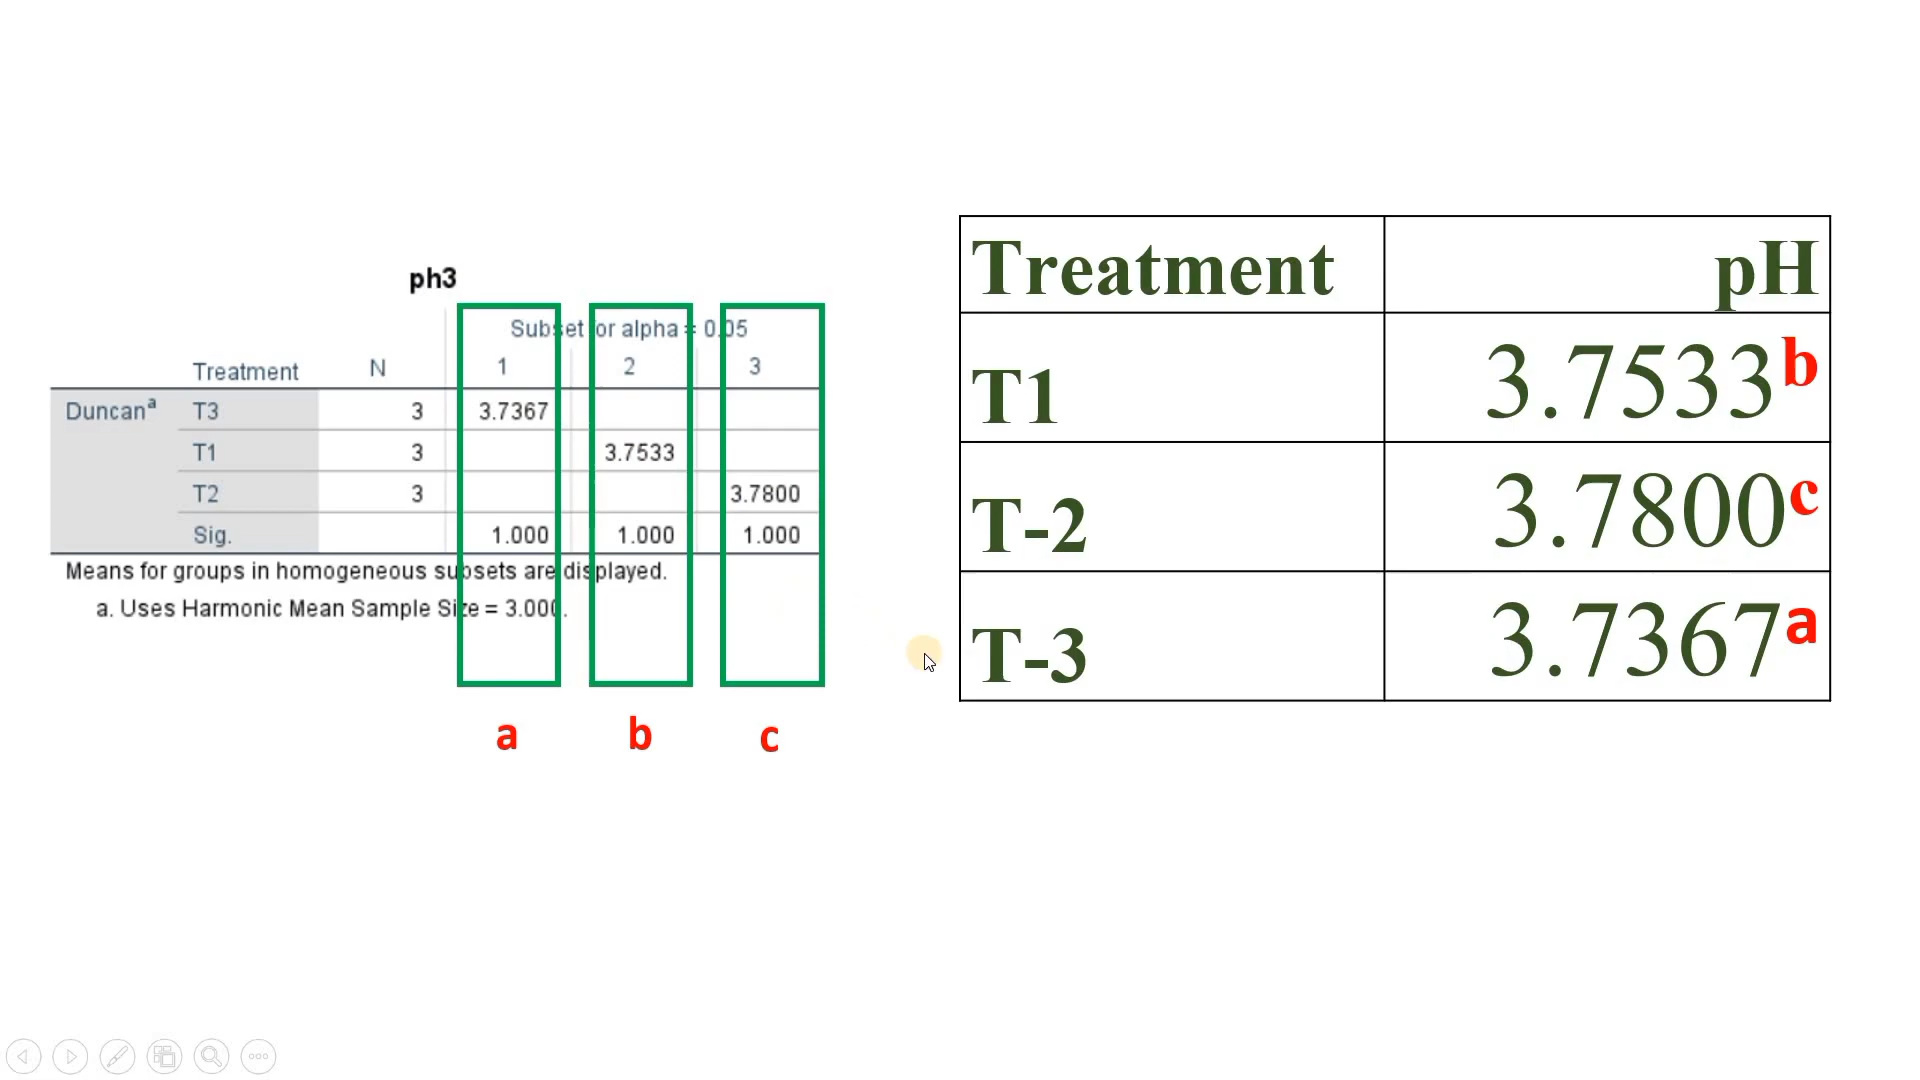 ph3
Subset for alpha = 0.05
Treatment N 1 2 3
Duncanᵃ T3 3 3.7367
T1 3 3.7533
T2 3 3.7800
Sig. 1.000 1.000 1.000
Means for groups in homogeneous subsets are displayed.
a. Uses Harmonic Mean Sample Size = 3.000.
a b c
Treatment pH
T1 3.7533ᵇ
T-2 3.7800ᶜ
T-3 3.7367ᵃ